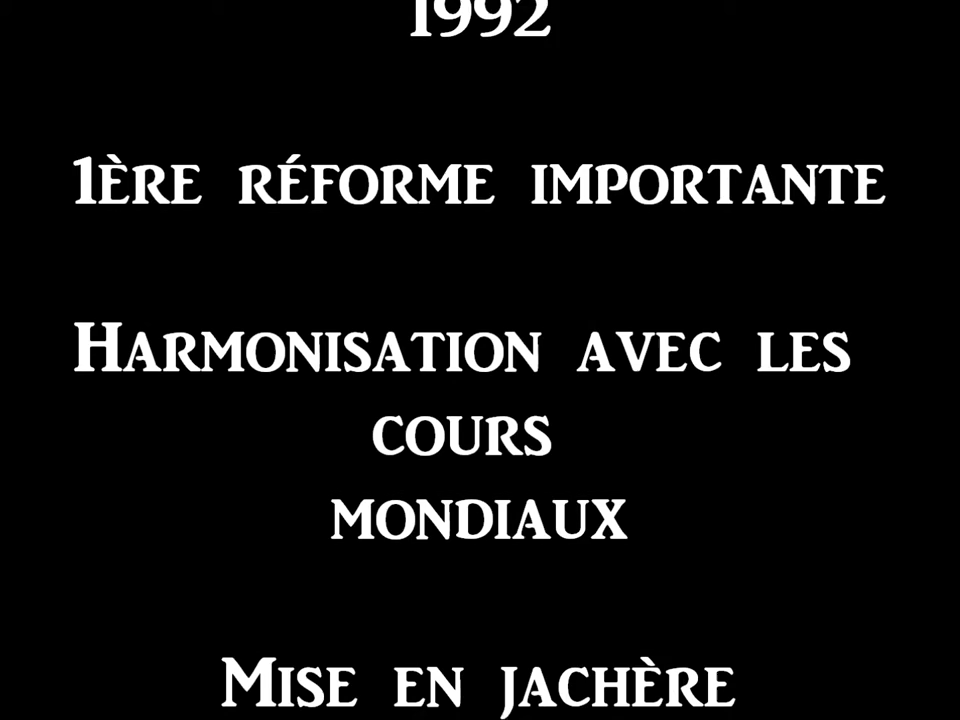 1992
1ère réforme importante
Harmonisation avec les
cours
mondiaux
Mise en jachère